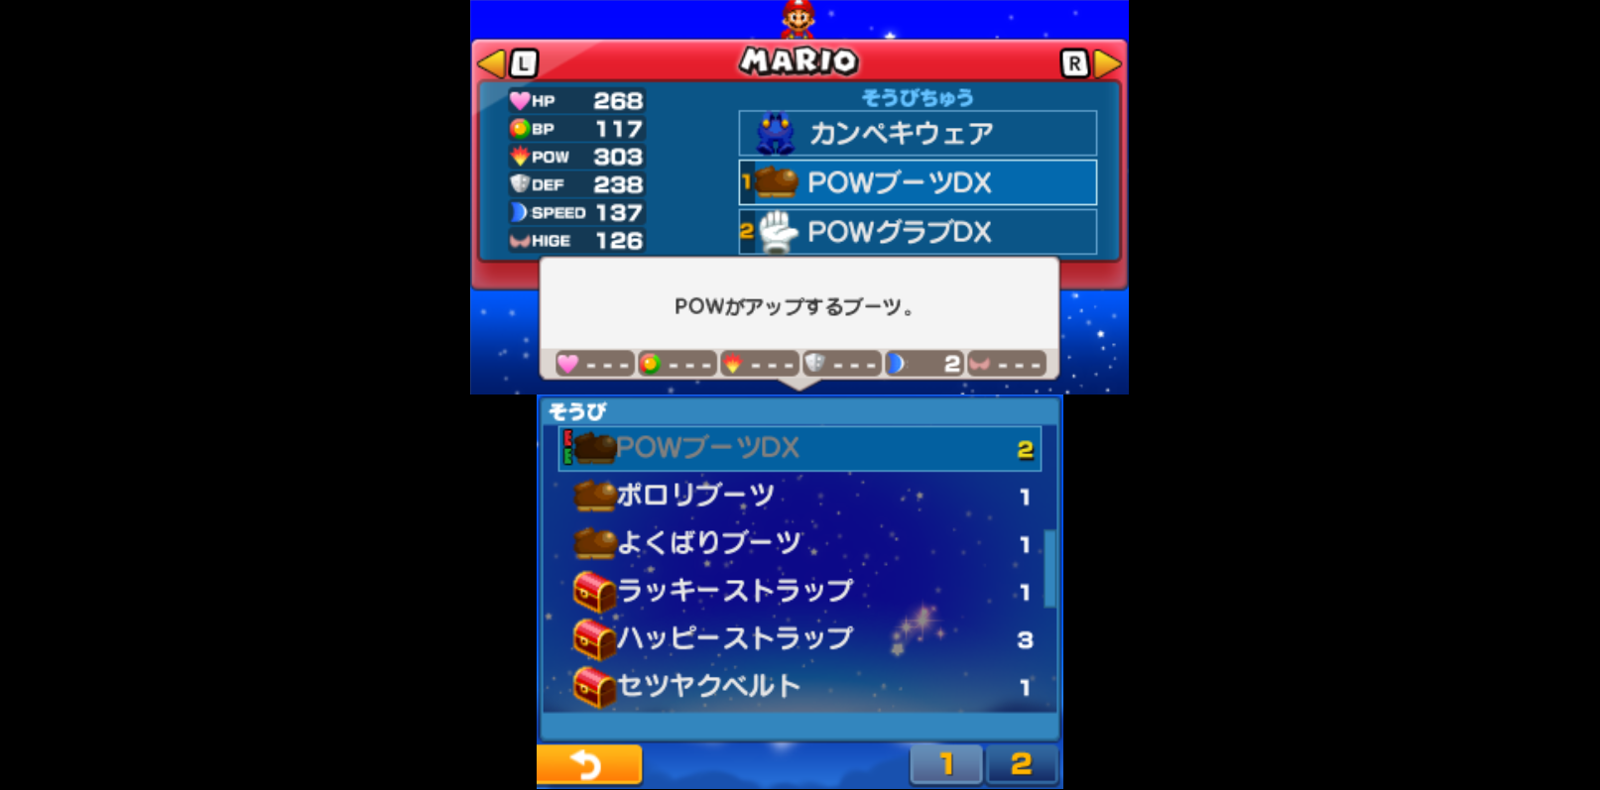 L MARIO R
HP 268
BP 117
POW 303
DEF 238
SPEED 137
HIGE 126
そうびちゅう
カンペキウェア
1 POWブーツDX
2 POWグラブDX
POWがアップするブーツ。
--- --- --- --- 2 ---
そうび
E E POWブーツDX 2
ポロリブーツ 1
よくばりブーツ 1
ラッキーストラップ 1
ハッピーストラップ 3
セツヤクベルト 1
1 2